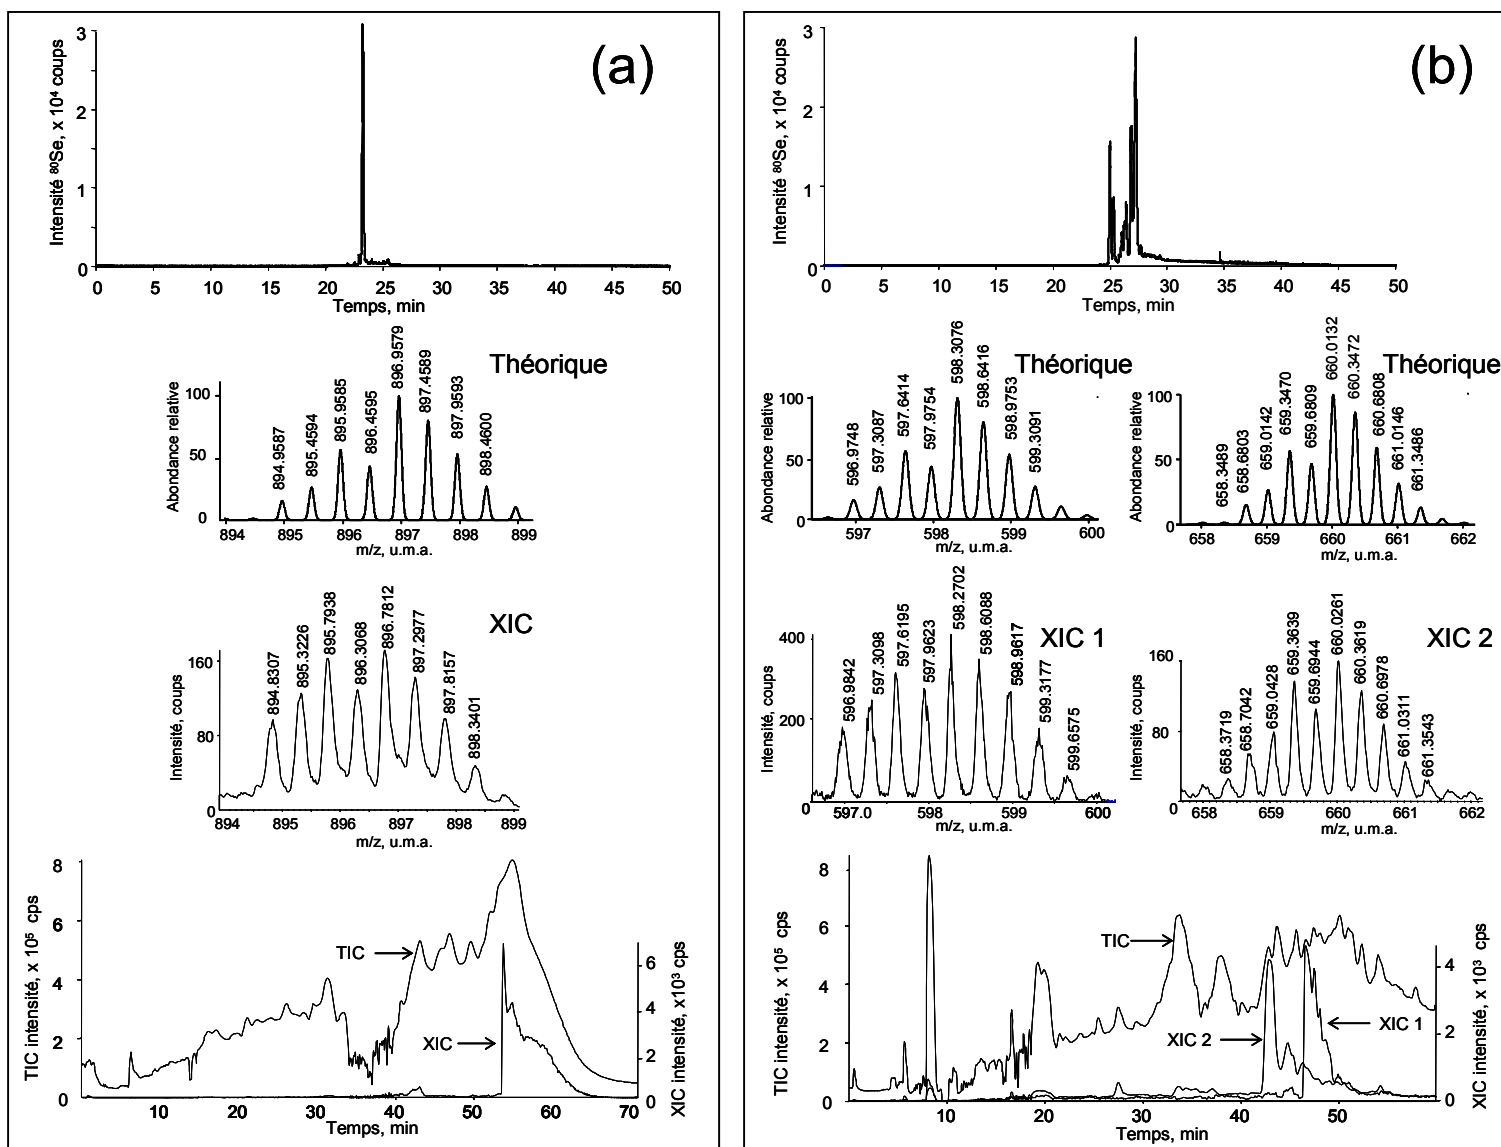 (a)
Intensité ⁸⁰Se, x 10⁴ coups
3
2
1
0
0 5 10 15 20 25 30 35 40 45 50
Temps, min
Théorique
Abondance relative
100
50
0
894.9587
895.4594
895.9585
896.4595
896.9579
897.4589
897.9593
898.4600
894 895 896 897 898 899
m/z, u.m.a.
XIC
Intensité, coups
160
80
0
894.8307
895.3226
895.7938
896.3068
896.7812
897.2977
897.8157
898.3401
894 895 896 897 898 899
m/z, u.m.a.
TIC intensité, x 10⁵ cps
8
6
4
2
0
TIC
XIC
6
4
2
0
XIC intensité, x10³ cps
10 20 30 40 50 60 70
Temps, min
(b)
Intensité ⁸⁰Se, x 10⁴ coups
3
2
1
0
0 5 10 15 20 25 30 35 40 45 50
Temps, min
Théorique
Abondance relative
100
50
0
596.9748
597.3087
597.6414
597.9754
598.3076
598.6416
598.9753
599.3091
597 598 599 600
m/z, u.m.a.
Théorique
Abondance relative
100
50
0
658.3489
658.6803
659.0142
659.3470
659.6809
660.0132
660.3472
660.6808
661.0146
661.3486
658 659 660 661 662
m/z, u.m.a.
XIC 1
Intensité, coups
400
200
0
596.9842
597.3098
597.6195
597.9623
598.2702
598.6088
598.9617
599.3177
599.6575
597.0 598 599 600
m/z, u.m.a.
XIC 2
Intensité, coups
160
80
0
658.3719
658.7042
659.0428
659.3639
659.6944
660.0261
660.3619
660.6978
661.0311
661.3543
658 659 660 661 662
m/z, u.m.a.
TIC intensité, x 10⁵ cps
8
6
4
2
0
TIC
XIC 2
XIC 1
4
2
0
XIC intensité, x 10³ cps
10 20 30 40 50
Temps, min